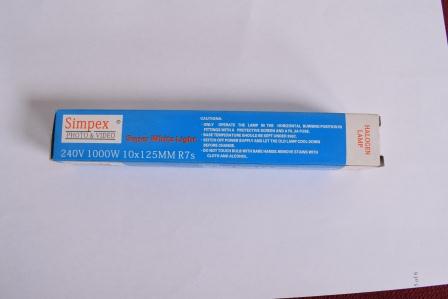 Simpex ®
PHOTO & VIDEO
Super White Light
240V 1000W 10x125MM R7s
CAUTIONS:
-ONLY OPERATE THE LAMP IN THE HORIZONTAL BURNING POSITION IN
FITTINGS WITH A PROTECTIVE SCREEN AND A FUSE.
-BASE TEMPERATURE SHOULD BE KEPT UNDER
-SWITCH OFF POWER SUPPLY AND LET THE OLD LAMP COOL DOWN
BEFORE CHANGE.
-DO NOT TOUCH BULB WITH BARE HANDS.REMOVE STAINS WITH
CLOTH AND ALCOHOL.
HALOGEN
LAMP